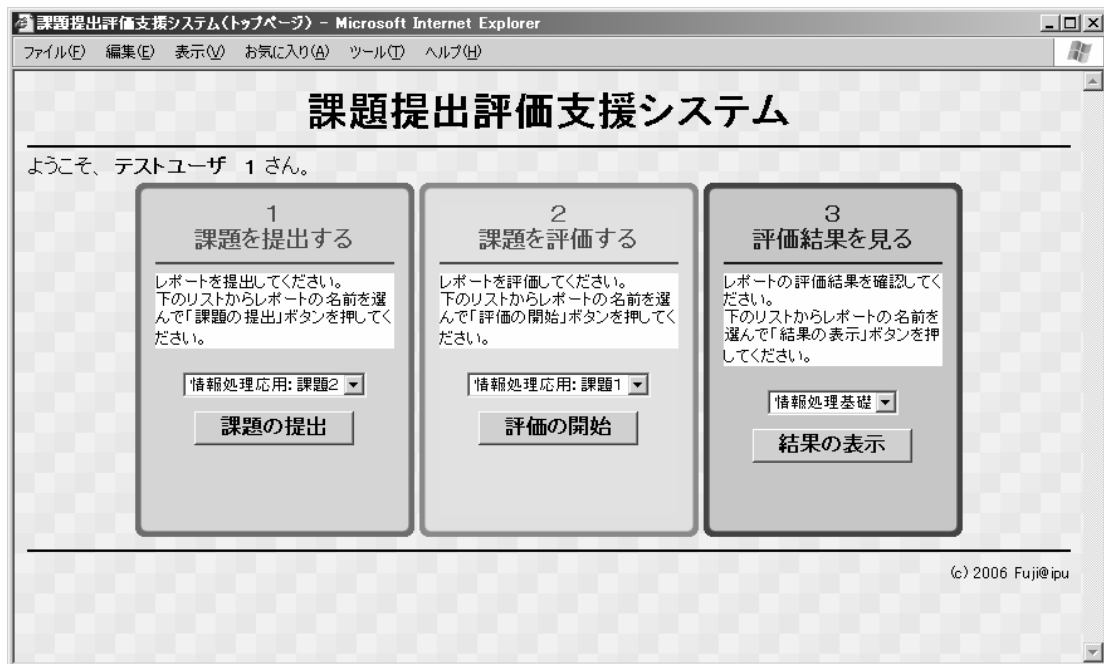 課題提出評価支援システム(トップページ) - Microsoft Internet Explorer
ファイル(F) 編集(E) 表示(V) お気に入り(A) ツール(T) ヘルプ(H)
課題提出評価支援システム
ようこそ、テストユーザ 1 さん。
1
課題を提出する
レポートを提出してください。
下のリストからレポートの名前を選
んで「課題の提出」ボタンを押してく
ださい。
情報処理応用: 課題2
課題の提出
2
課題を評価する
レポートを評価してください。
下のリストからレポートの名前を選
んで「評価の開始」ボタンを押してく
ださい。
情報処理応用: 課題1
評価の開始
3
評価結果を見る
レポートの評価結果を確認してく
ださい。
下のリストからレポートの名前を
選んで「結果の表示」ボタンを押
してください。
情報処理基礎
結果の表示
(c) 2006 Fuji@ipu